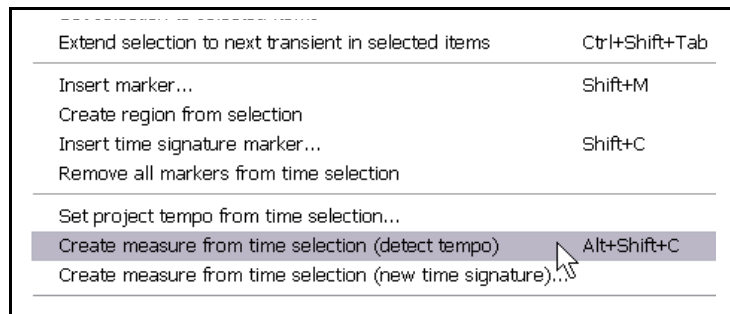 Extend selection to next transient in selected items Ctrl+Shift+Tab
Insert marker... Shift+M
Create region from selection
Insert time signature marker... Shift+C
Remove all markers from time selection
Set project tempo from time selection...
Create measure from time selection (detect tempo) Alt+Shift+C
Create measure from time selection (new time signature)...